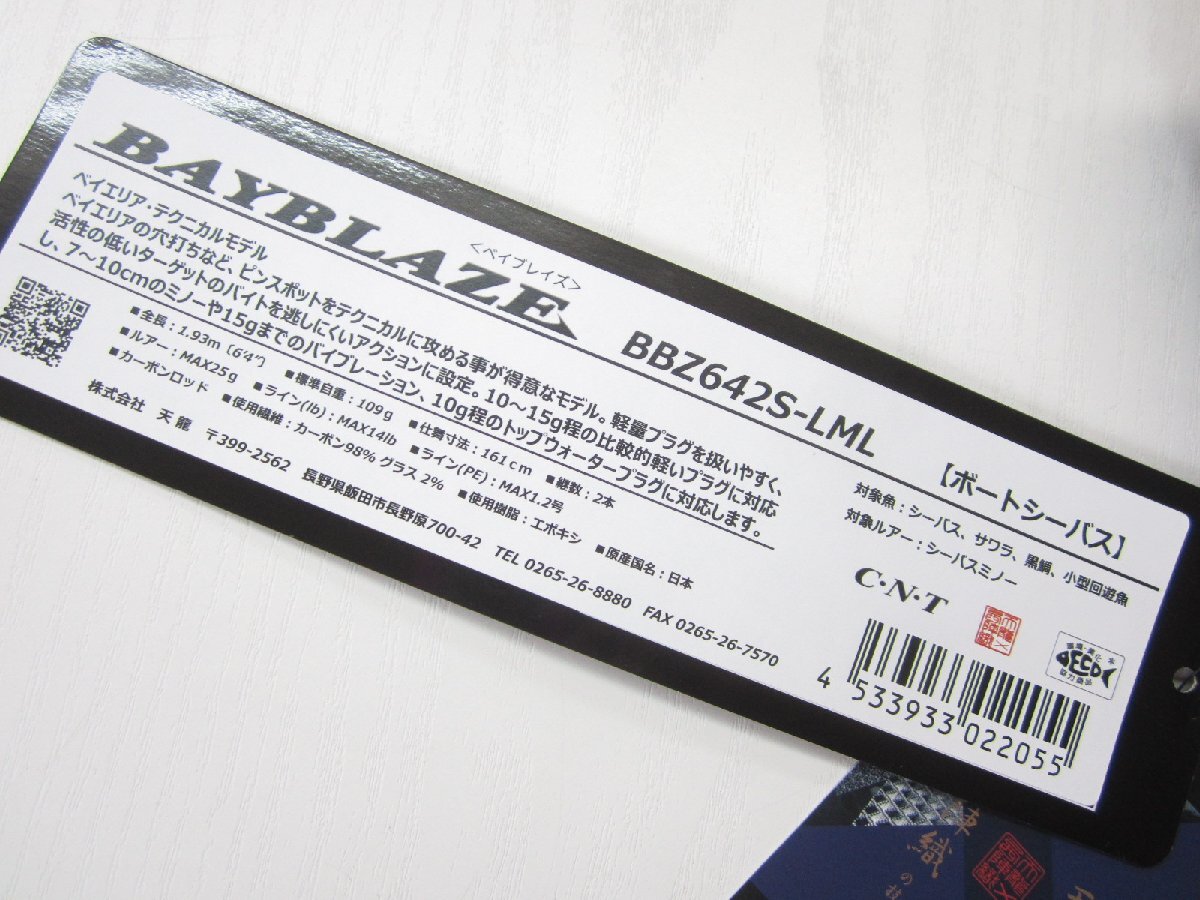 BAYBLAZE
<ベイブレイズ>
BBZ642S-LML
【ボートシーバス】
ベイエリア・テクニカルモデル
ベイエリアの穴打ちなど、ピンスポットをテクニカルに攻める事が得意なモデル。軽量プラグを扱いやすく、
活性の低いターゲットのバイトを逃しにくいアクションに設定。10～15g程の比較的軽いプラグに対応
し、7～10cmのミノーや15gまでのバイブレーション、10g程のトップウォータープラグに対応します。
■全長：1.93m〔6'4"〕 ■標準自重：109g ■仕舞寸法：161cm ■継数：2本
■ルアー：MAX25g ■ライン(lb)：MAX14lb ■ライン(PE)：MAX1.2号
■カーボンロッド ■使用繊維：カーボン98% グラス 2% ■使用樹脂：エポキシ ■原産国名：日本
株式会社 天龍 〒399-2562 長野県飯田市長野原700-42 TEL 0265-26-8880 FAX 0265-26-7570
対象魚：シーバス、サワラ、黒鯛、小型回遊魚
対象ルアー：シーバスミノー
C・N・T
ECO
協力商品
4 533933 022055
織
の